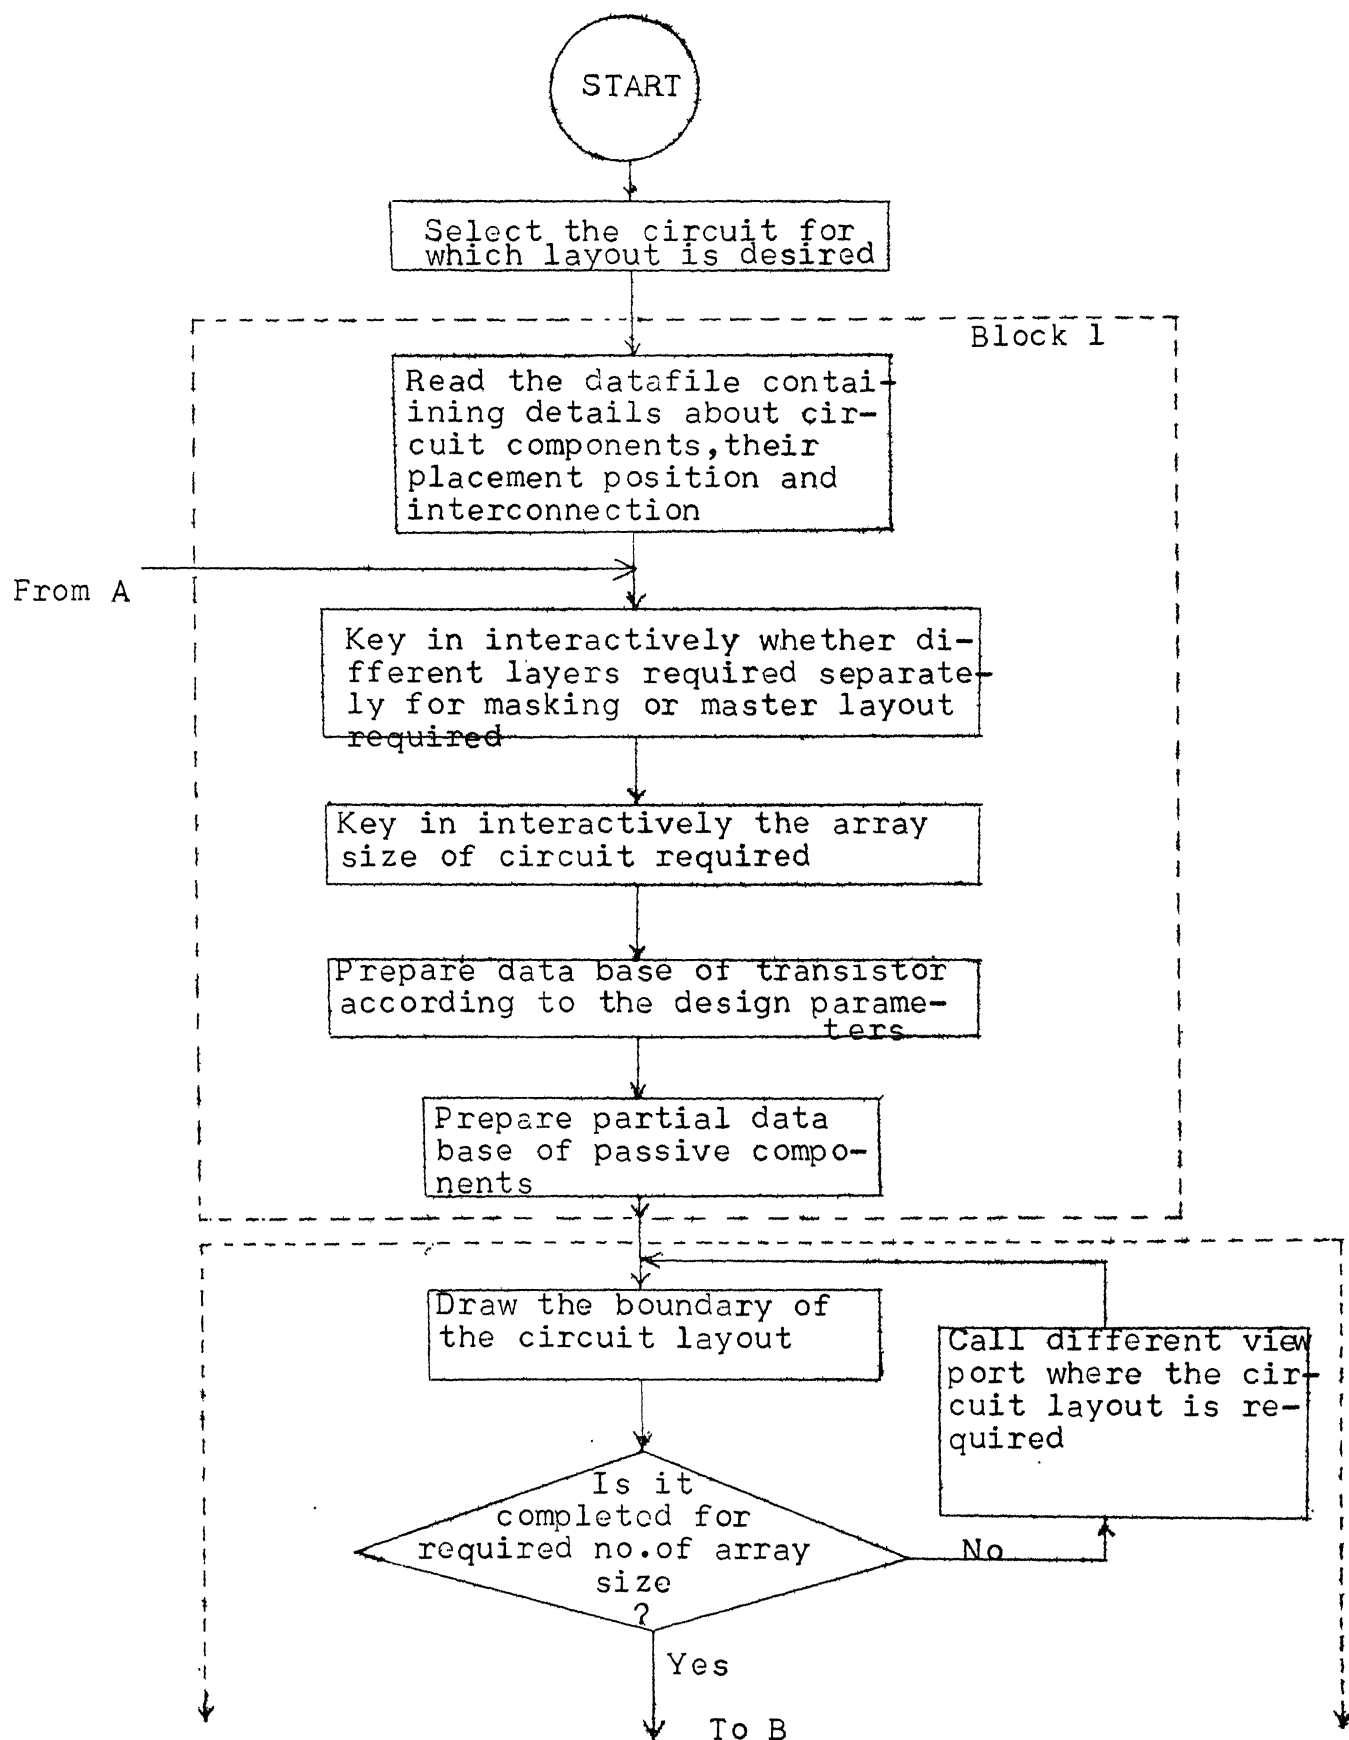 START
Select the circuit for
which layout is desired
Block 1
Read the datafile contai-
ining details about cir-
cuit components,their
placement position and
interconnection
From A
Key in interactively whether di-
fferent layers required separate-
ly for masking or master layout
required
Key in interactively the array
size of circuit required
Prepare data base of transistor
according to the design parame-
ters
Prepare partial data
base of passive compo-
nents
Draw the boundary of
the circuit layout
Call different view
port where the cir-
cuit layout is re-
quired
Is it
completed for
required no.of array
size
?
No
Yes
To B